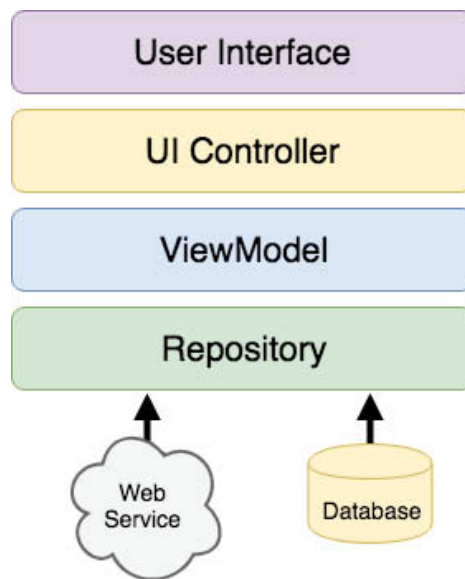 User Interface
UI Controller
ViewModel
Repository
Web
Service
Database